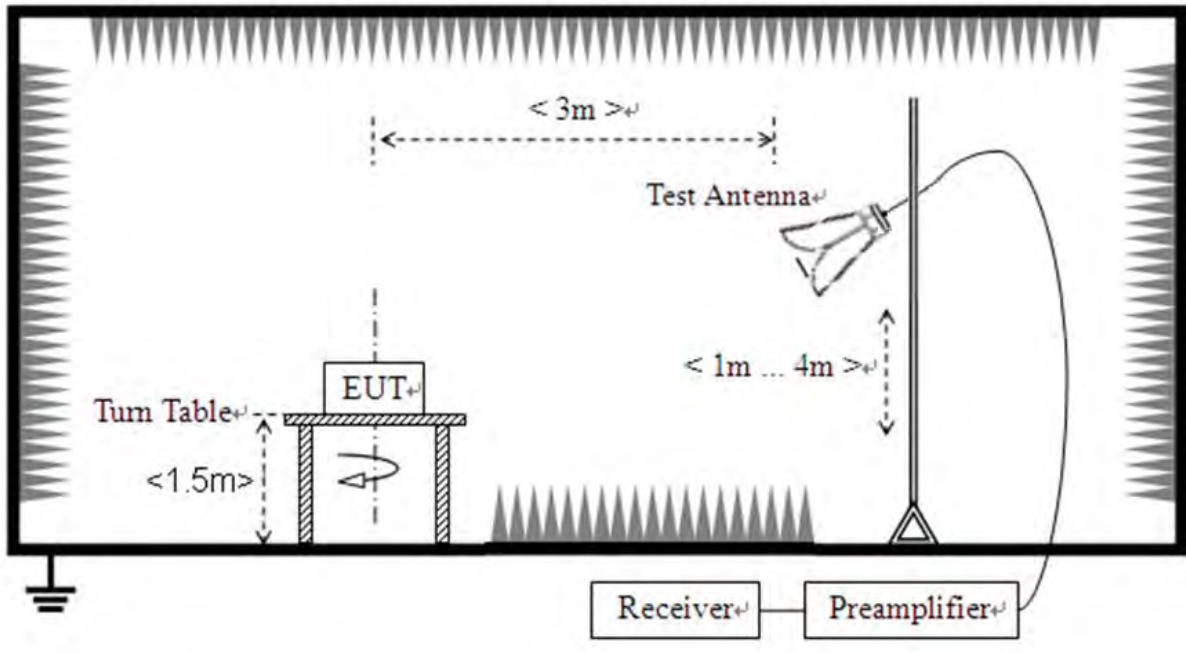 < 3m >
Test Antenna
< 1m ... 4m >
EUT
Turn Table
<1.5m>
Receiver
Preamplifier